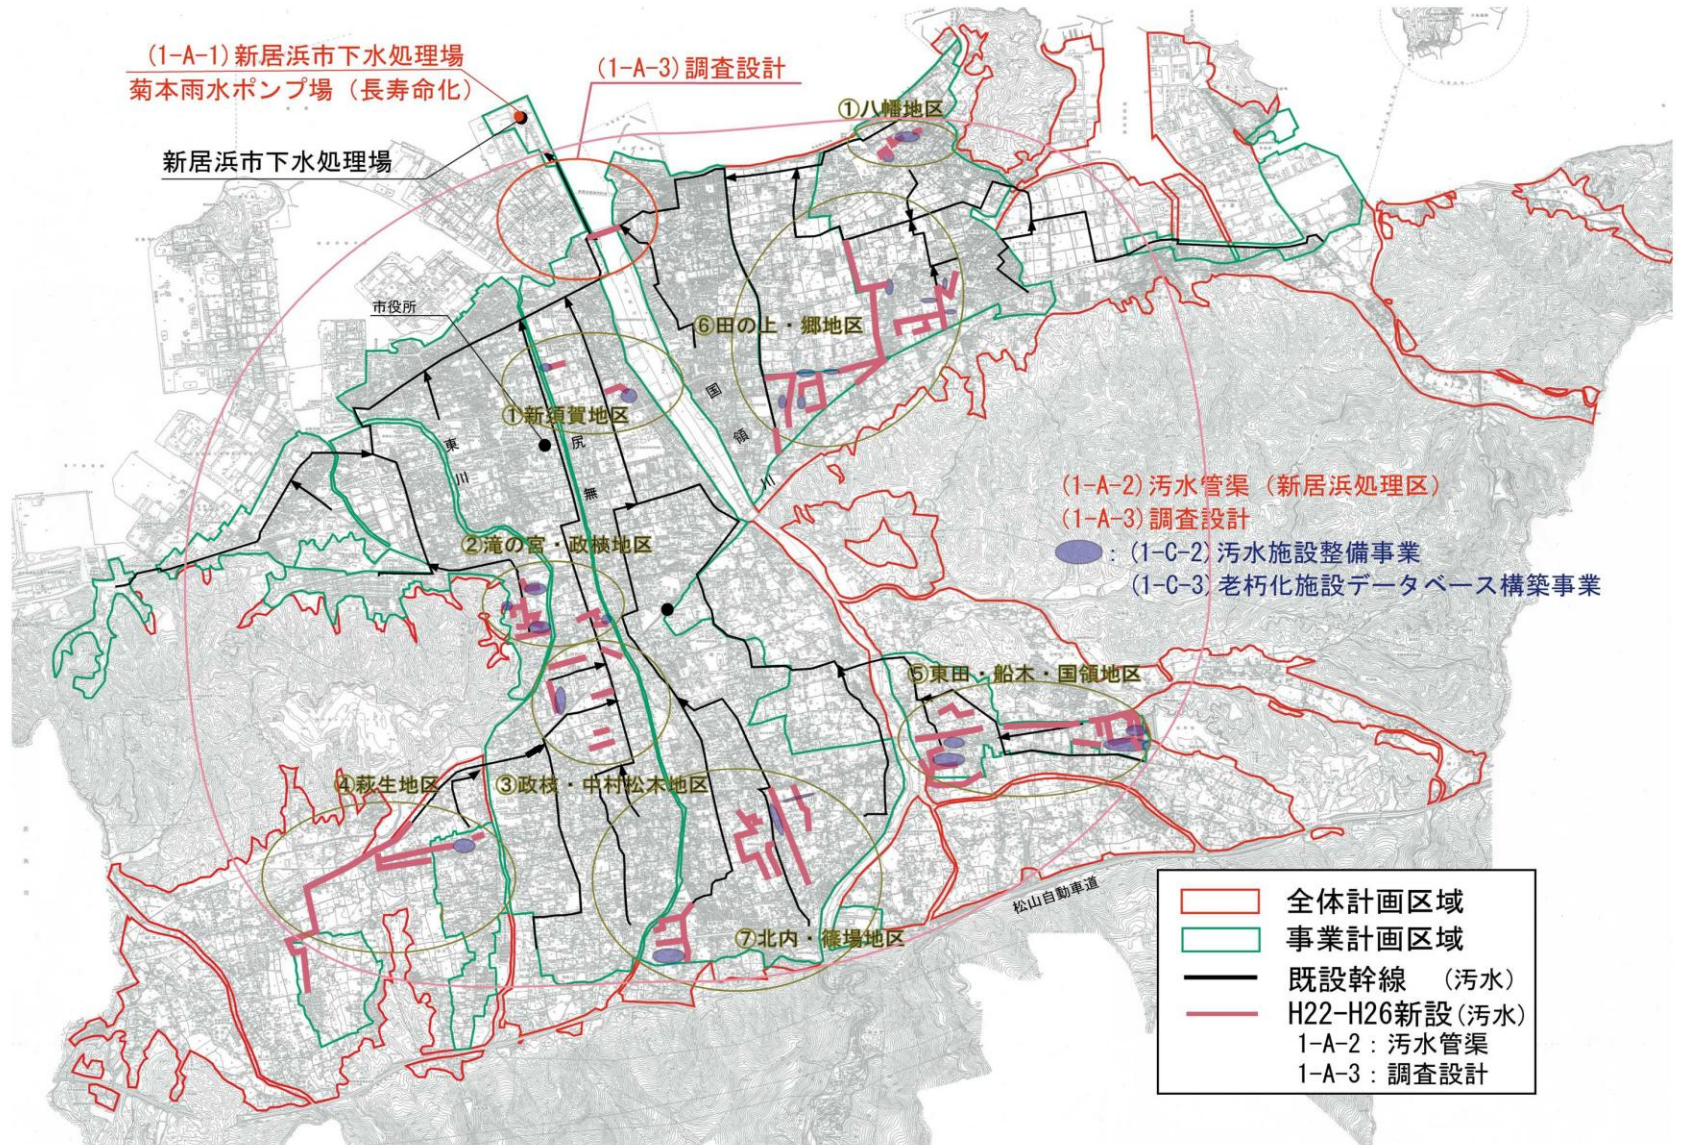 (1-A-1)新居浜市下水処理場
菊本雨水ポンプ場（長寿命化）
(1-A-3)調査設計
新居浜市下水処理場
①八幡地区
市役所
⑥田の上・郷地区
①新須賀地区
国
領
川
東
川
尻
無
(1-A-2)汚水管渠（新居浜処理区）
(1-A-3)調査設計
：(1-C-2)汚水施設整備事業
(1-C-3)老朽化施設データベース構築事業
②滝の宮・政枝地区
⑤東田・船木・国領地区
④萩生地区
③政枝・中村松木地区
⑦北内・篠場地区
松山自動車道
全体計画区域
事業計画区域
既設幹線　（汚水）
H22-H26新設(汚水)
1-A-2：汚水管渠
1-A-3：調査設計